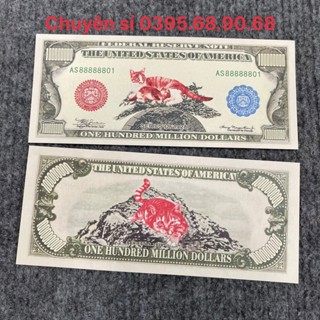 Chuyên sỉ 0395.68.90.68
FEDERAL RESERVE NOTE
THE UNITED STATES OF AMERICA
AS88888801
AS88888801
ONE HUNDRED MILLION DOLLARS
THE UNITED STATES OF AMERICA
ONE HUNDRED MILLION DOLLARS